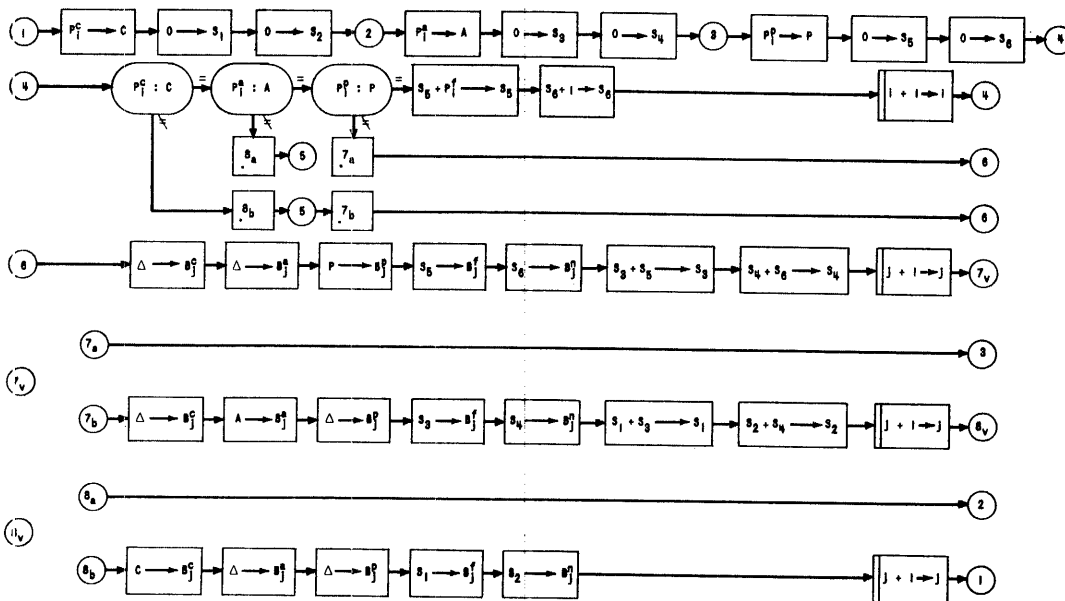 1 P_i^c → C 0 → S_1 0 → S_2 2 P_i^a → A 0 → S_3 0 → S_4 3 P_i^p → P 0 → S_5 0 → S_6 4
4 P_i^c : C = P_i^a : A = P_i^p : P = S_5 + P_i^f → S_5 S_6 + 1 → S_6 i + 1 → i 4
≠ ≠ ≠
8_a 5 7_a 6
8_b 5 7_b 6
6 Δ → B_j^c Δ → B_j^a P → B_j^p S_5 → B_j^f S_6 → B_j^n S_3 + S_5 → S_3 S_4 + S_6 → S_4 j + 1 → j 7_v
7_a 3
7_v
7_b Δ → B_j^c A → B_j^a Δ → B_j^p S_3 → B_j^f S_4 → B_j^n S_1 + S_3 → S_1 S_2 + S_4 → S_2 j + 1 → j 8_v
8_a 2
8_b C → B_j^c Δ → B_j^a Δ → B_j^p S_1 → B_j^f B_2 → B_j^n j + 1 → j 1